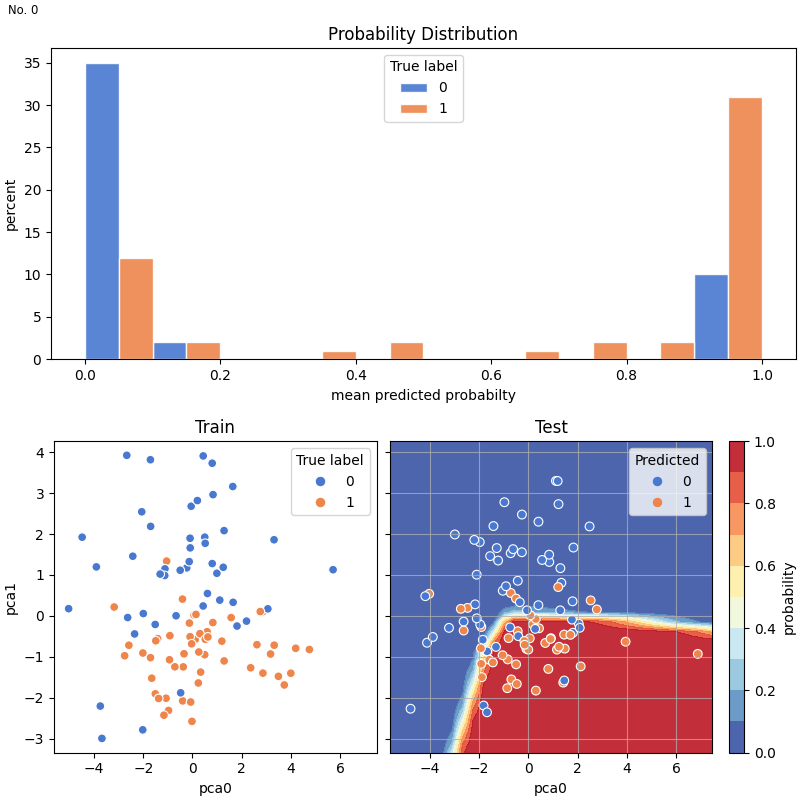 No. 0
Probability Distribution
True label
0
1
percent
35
30
25
20
15
10
5
0
0.0 0.2 0.4 0.6 0.8 1.0
mean predicted probabilty
Train
True label
0
1
pca1
4
3
2
1
0
−1
−2
−3
−4 −2 0 2 4 6
pca0
Test
Predicted
0
1
−4 −2 0 2 4 6
pca0
1.0
0.8
0.6
0.4
0.2
0.0
probability